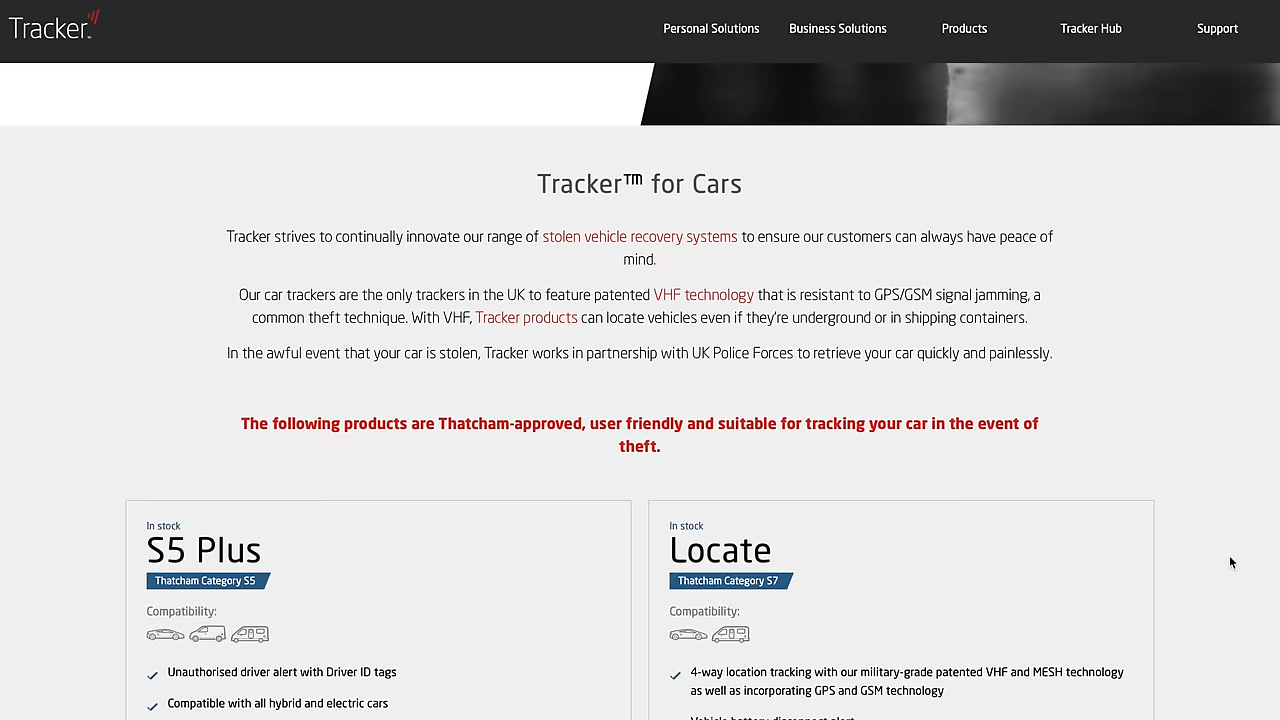 Tracker™
Personal Solutions
Business Solutions
Products
Tracker Hub
Support
Tracker™ for Cars
Tracker strives to continually innovate our range of stolen vehicle recovery systems to ensure our customers can always have peace of
mind.
Our car trackers are the only trackers in the UK to feature patented VHF technology that is resistant to GPS/GSM signal jamming, a
common theft technique. With VHF, Tracker products can locate vehicles even if they're underground or in shipping containers.
In the awful event that your car is stolen, Tracker works in partnership with UK Police Forces to retrieve your car quickly and painlessly.
The following products are Thatcham-approved, user friendly and suitable for tracking your car in the event of
theft.
In stock
S5 Plus
Thatcham Category S5
Compatibility:
Unauthorised driver alert with Driver ID tags
Compatible with all hybrid and electric cars
In stock
Locate
Thatcham Category S7
Compatibility:
4-way location tracking with our military-grade patented VHF and MESH technology
as well as incorporating GPS and GSM technology
Vehicle battery disconnect alert